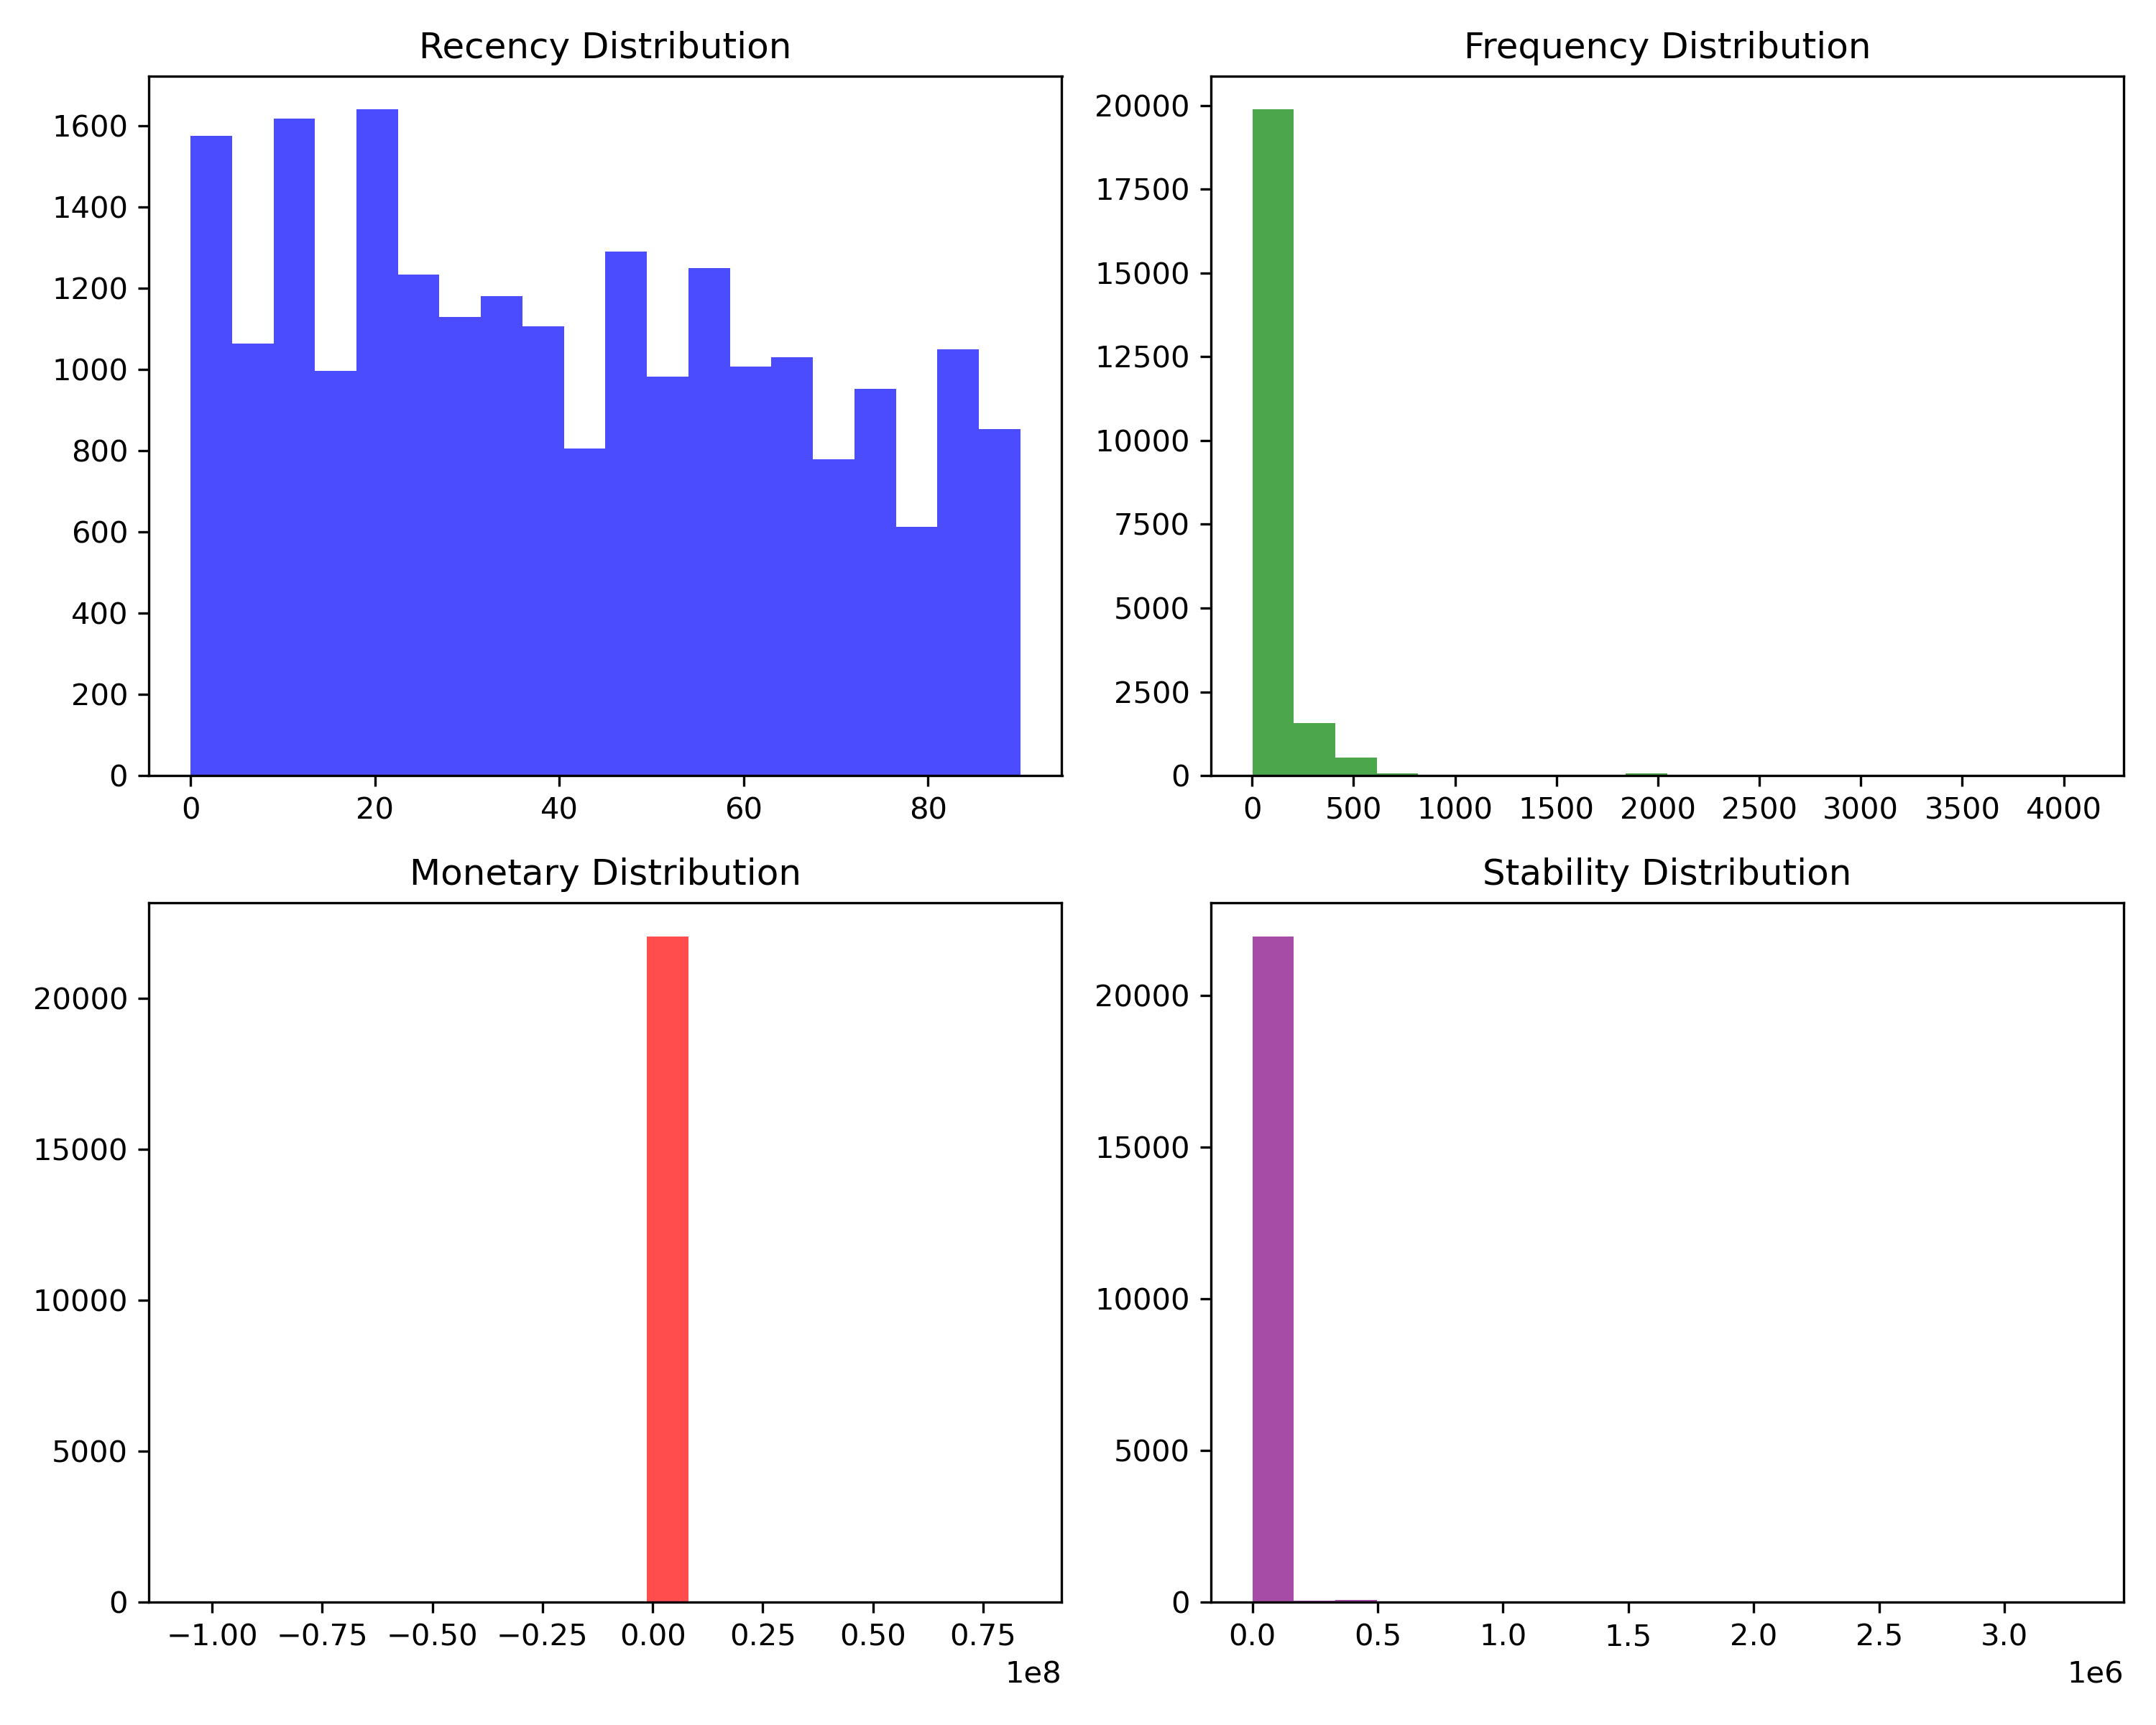 Recency Distribution
1600
1400
1200
1000
800
600
400
200
0
0 20 40 60 80
Frequency Distribution
20000
17500
15000
12500
10000
7500
5000
2500
0
0 500 1000 1500 2000 2500 3000 3500 4000
Monetary Distribution
20000
15000
10000
5000
0
−1.00 −0.75 −0.50 −0.25 0.00 0.25 0.50 0.75
1e8
Stability Distribution
20000
15000
10000
5000
0
0.0 0.5 1.0 1.5 2.0 2.5 3.0
1e6